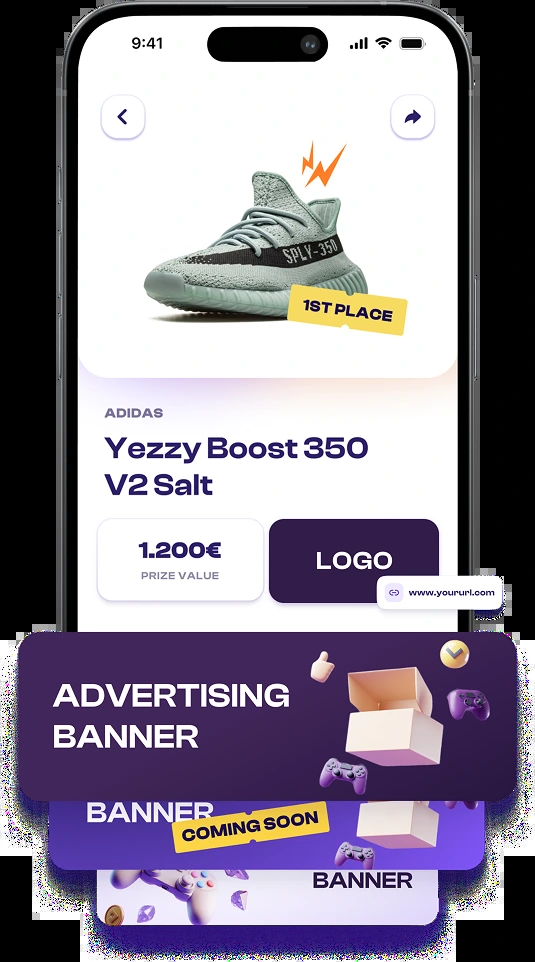 9:41
SPLY-350
1ST PLACE
ADIDAS
Yezzy Boost 350
V2 Salt
1.200€
PRIZE VALUE
LOGO
www.yoururl.com
ADVERTISING
BANNER
BANNER
COMING SOON
BANNER